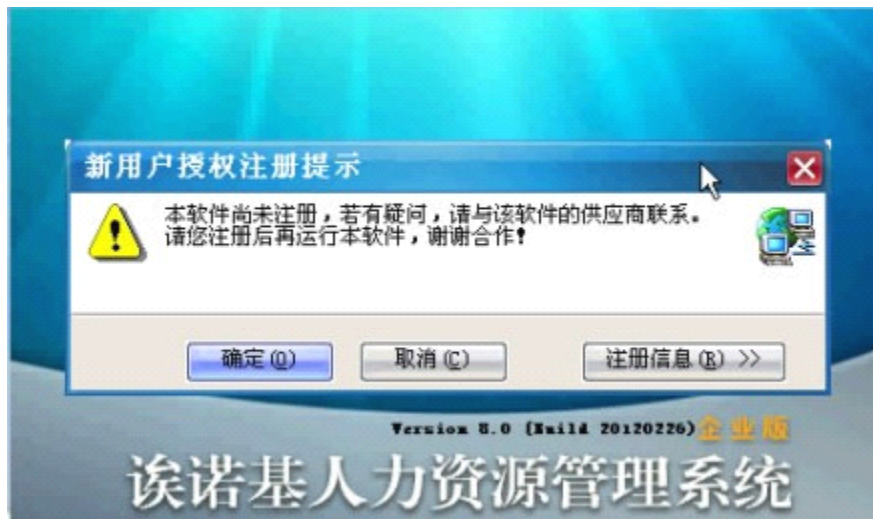 新用户授权注册提示
本软件尚未注册，若有疑问，请与该软件的供应商联系。
请您注册后再运行本软件，谢谢合作！
确定(O) 取消(C) 注册信息(R) >>
Version 8.0 (Build 20120226) 企业版
诶诺基人力资源管理系统